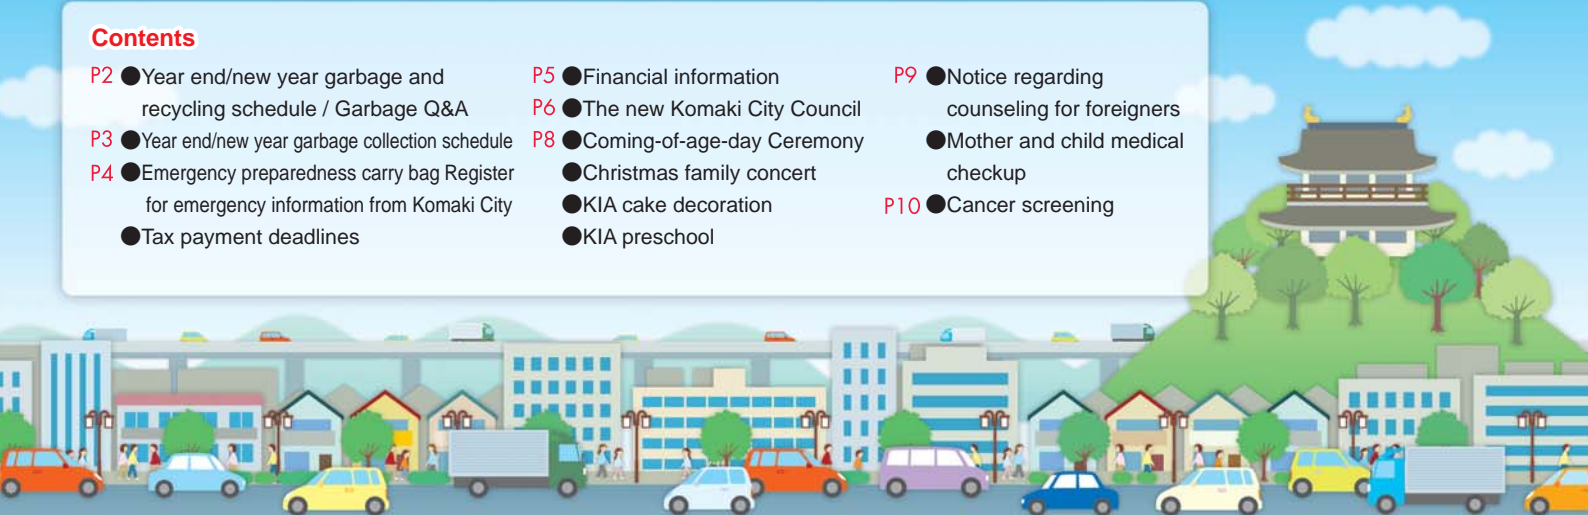 Contents
P2 ●Year end/new year garbage and
recycling schedule / Garbage Q&A
P3 ●Year end/new year garbage collection schedule
P4 ●Emergency preparedness carry bag Register
for emergency information from Komaki City
●Tax payment deadlines
P5 ●Financial information
P6 ●The new Komaki City Council
P8 ●Coming-of-age-day Ceremony
●Christmas family concert
●KIA cake decoration
●KIA preschool
P9 ●Notice regarding
counseling for foreigners
●Mother and child medical
checkup
P10 ●Cancer screening